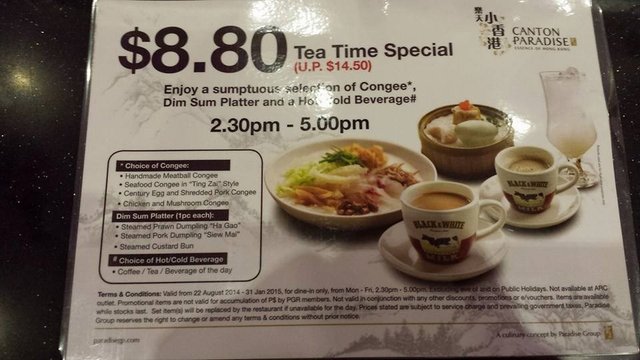 $8.80 Tea Time Special
(U.P. $14.50)
樂天
小香港
CANTON
PARADISE
ESSENCE OF HONG KONG
Enjoy a sumptuous selection of Congee*,
Dim Sum Platter and a Hot/Cold Beverage#
2.30pm - 5.00pm
* Choice of Congee:
• Handmade Meatball Congee
• Seafood Congee in "Ting Zai" Style
• Century Egg and Shredded Pork Congee
• Chicken and Mushroom Congee
Dim Sum Platter (1pc each):
• Steamed Prawn Dumpling "Ha Gao"
• Steamed Pork Dumpling "Siew Mai"
• Steamed Custard Bun
# Choice of Hot/Cold Beverage
• Coffee / Tea / Beverage of the day
BLACK & WHITE
MILK
BLACK & WHITE
MILK
Terms & Conditions: Valid from 22 August 2014 - 31 Jan 2015, for dine-in only, from Mon - Fri, 2.30pm - 5.00pm. Excluding eve of and on Public Holidays. Not available at ARC
outlet. Promotional items are not valid for accumulation of P$ by PGR members. Not valid in conjunction with any other discounts, promotions or e/vouchers. Items are available
while stocks last. Set item(s) will be replaced by the restaurant if unavailable for the day. Prices stated are subject to service charge and prevailing government taxes. Paradise
Group reserves the right to change or amend any terms & conditions without prior notice.
paradisegp.com
A culinary concept by Paradise Group